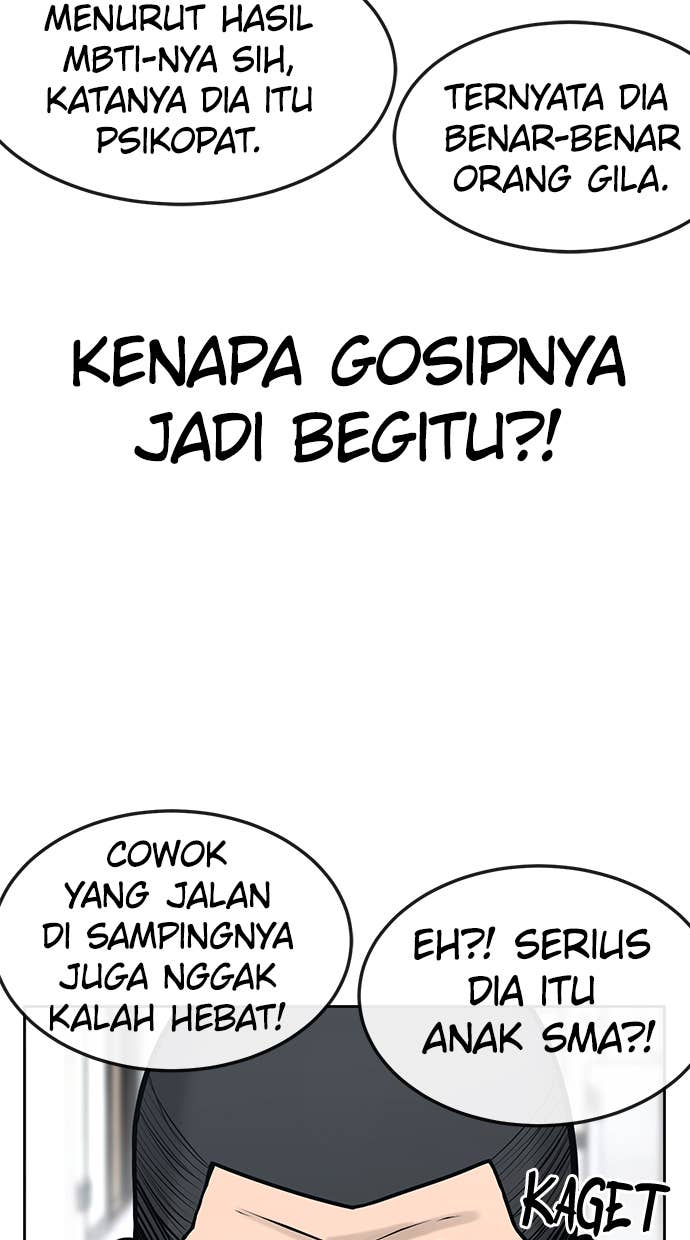 MENURUT HASIL
MBTI-NYA SIH,
KATANYA DIA ITU
PSIKOPAT.
TERNYATA DIA
BENAR-BENAR
ORANG GILA.
KENAPA GOSIPNYA
JADI BEGITU?!
COWOK
YANG JALAN
DI SAMPINGNYA
JUGA NGGAK
KALAH HEBAT!
EH?! SERIUS
DIA ITU
ANAK SMA?!
KAGET